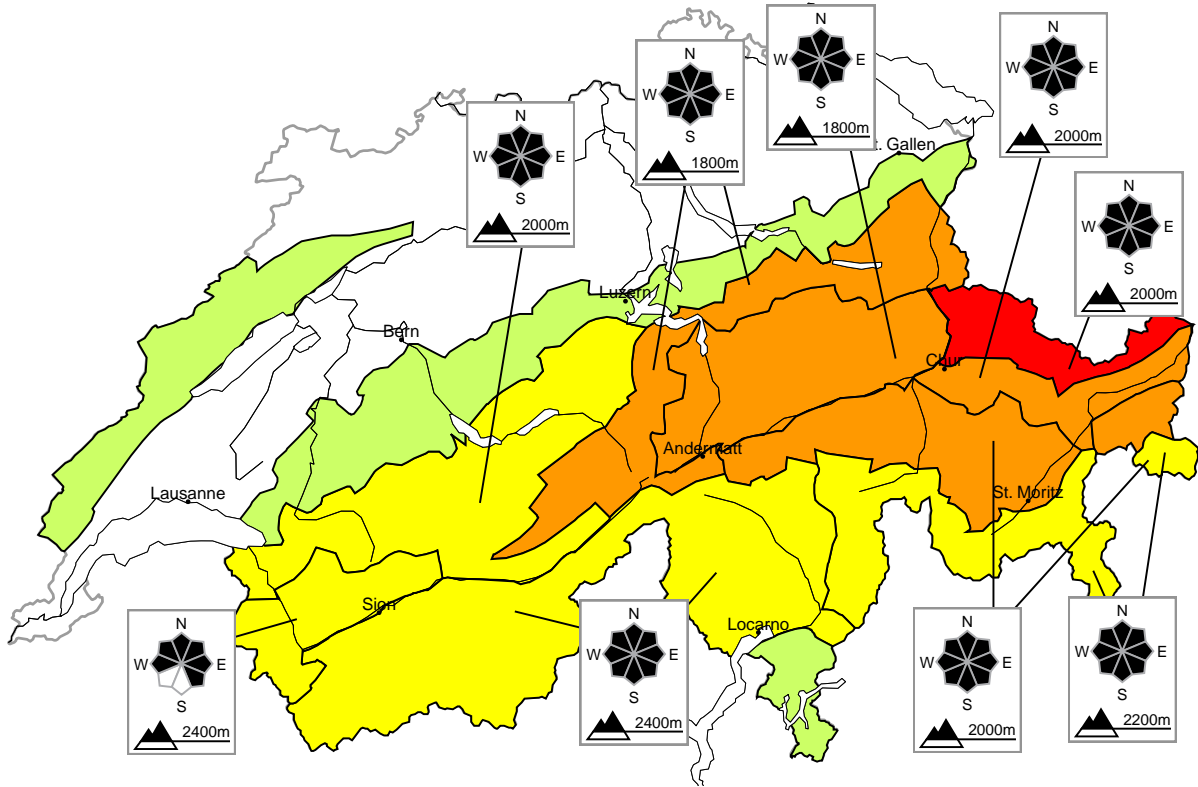 N
W E
S
1800m
N
W E
S
2000m
N
W E
S
1800m
N
W E
S
2000m
t. Gallen
N
W E
S
2000m
Luzern
Bern
Chur
Andermatt
Lausanne
St. Moritz
Sion
Locarno
N
W E
S
2400m
N
W E
S
2400m
N
W E
S
2000m
N
W E
S
2200m